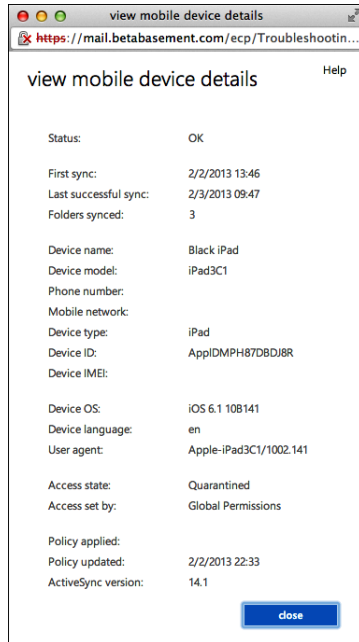 view mobile device details
https://mail.betabasement.com/ecp/Troubleshootin...
Help
view mobile device details
Status: OK
First sync: 2/2/2013 13:46
Last successful sync: 2/3/2013 09:47
Folders synced: 3
Device name: Black iPad
Device model: iPad3C1
Phone number:
Mobile network:
Device type: iPad
Device ID: ApplDMPH87DBDJ8R
Device IMEI:
Device OS: iOS 6.1 10B141
Device language: en
User agent: Apple-iPad3C1/1002.141
Access state: Quarantined
Access set by: Global Permissions
Policy applied:
Policy updated: 2/2/2013 22:33
ActiveSync version: 14.1
close